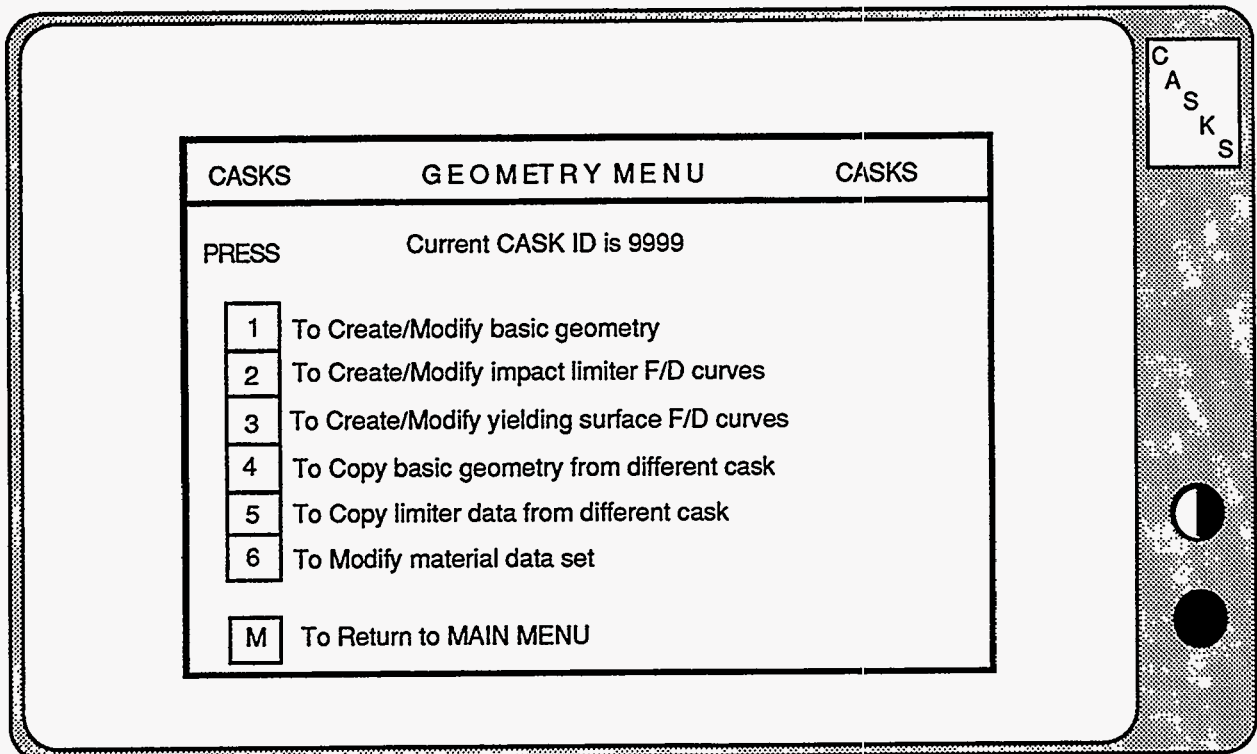 CASKS
CASKS GEOMETRY MENU CASKS
PRESS Current CASK ID is 9999
1 To Create/Modify basic geometry
2 To Create/Modify impact limiter F/D curves
3 To Create/Modify yielding surface F/D curves
4 To Copy basic geometry from different cask
5 To Copy limiter data from different cask
6 To Modify material data set
M To Return to MAIN MENU